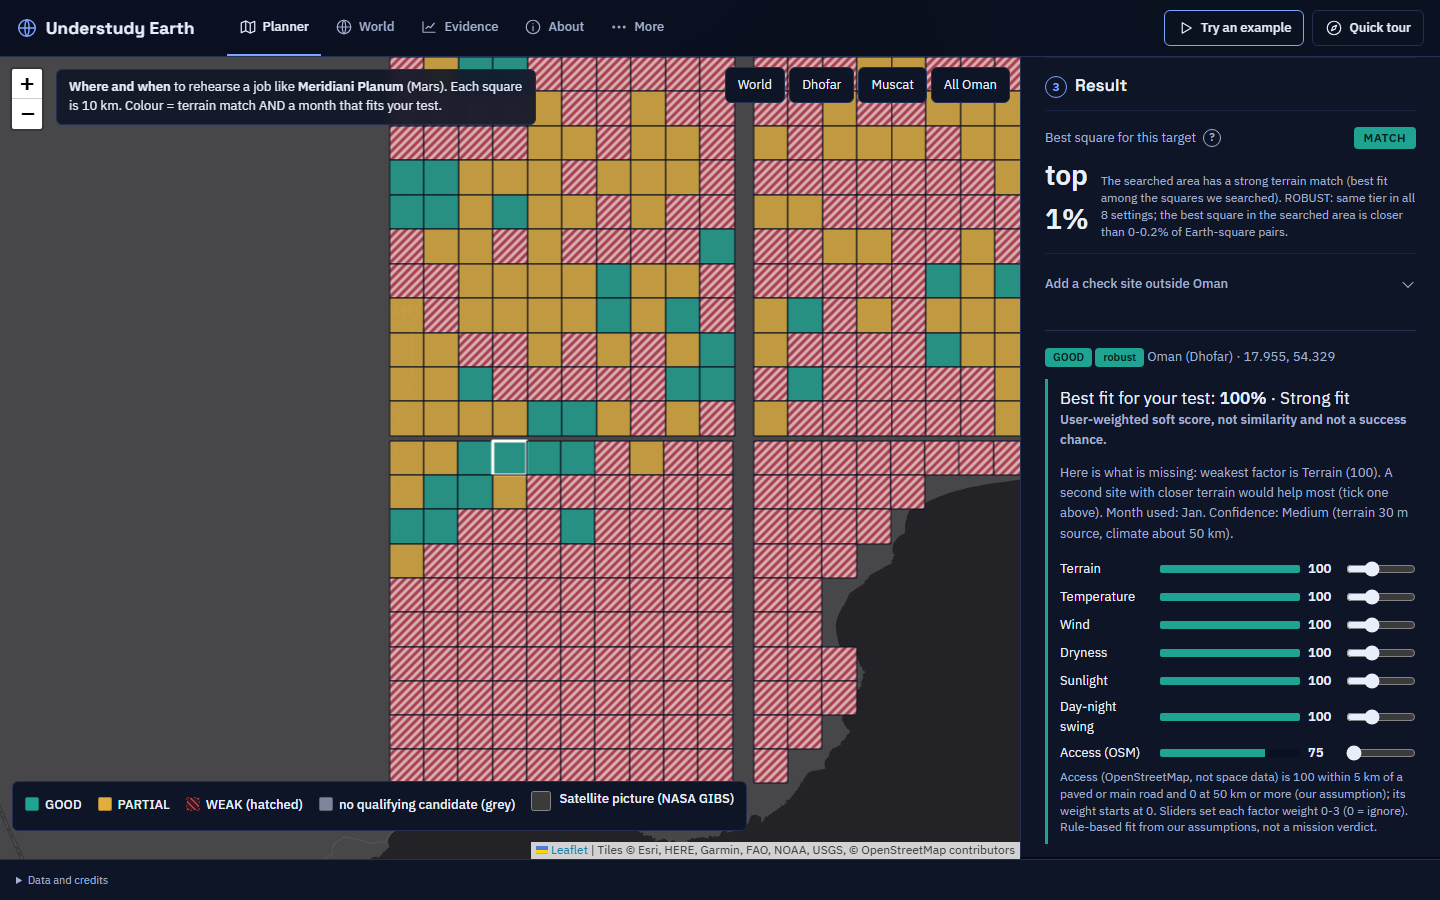 Understudy Earth
Planner
World
Evidence
About
More
Try an example
Quick tour
+
−
Where and when to rehearse a job like Meridiani Planum (Mars). Each square
is 10 km. Colour = terrain match AND a month that fits your test.
World
Dhofar
Muscat
All Oman
3 Result
Best square for this target ?
MATCH
top
1%
The searched area has a strong terrain match (best fit
among the squares we searched). ROBUST: same tier in all
8 settings; the best square in the searched area is closer
than 0-0.2% of Earth-square pairs.
Add a check site outside Oman
GOOD robust Oman (Dhofar) · 17.955, 54.329
Best fit for your test: 100% · Strong fit
User-weighted soft score, not similarity and not a success
chance.
Here is what is missing: weakest factor is Terrain (100). A
second site with closer terrain would help most (tick one
above). Month used: Jan. Confidence: Medium (terrain 30 m
source, climate about 50 km).
Terrain 100
Temperature 100
Wind 100
Dryness 100
Sunlight 100
Day-night
swing 100
Access (OSM) 75
Access (OpenStreetMap, not space data) is 100 within 5 km of a
paved or main road and 0 at 50 km or more (our assumption); its
weight starts at 0. Sliders set each factor weight 0-3 (0 = ignore).
Rule-based fit from our assumptions, not a mission verdict.
GOOD
PARTIAL
WEAK (hatched)
no qualifying candidate (grey)
Satellite picture (NASA GIBS)
Leaflet | Tiles © Esri, HERE, Garmin, FAO, NOAA, USGS, © OpenStreetMap contributors
Data and credits